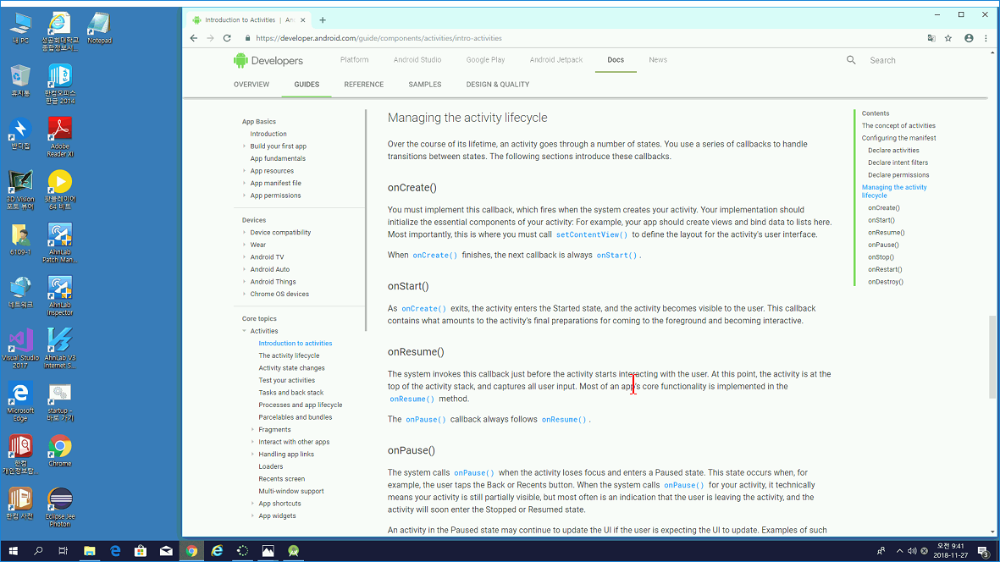 내 PC
성공회대학교
종합정보시...
Notepad
휴지통
한컴오피스
한글 2014
반디집
Adobe
Reader XI
3D Vision
포토 뷰어
팟플레이어
64 비트
6109-1
AhnLab
Patch Man...
네트워크
AhnLab
Inspector
Visual Studio
2017
AhnLab V3
Internet S...
Microsoft
Edge
startup -
바로 가기
한컴
개인정보탐...
Chrome
한컴 사전
Eclipse Jee
Photon
Introduction to Activities | An
https://developer.android.com/guide/components/activities/intro-activities
Developers
Platform
Android Studio
Google Play
Android Jetpack
Docs
News
Search
OVERVIEW
GUIDES
REFERENCE
SAMPLES
DESIGN & QUALITY
App Basics
Introduction
Build your first app
App fundamentals
App resources
App manifest file
App permissions
Devices
Device compatibility
Wear
Android TV
Android Auto
Android Things
Chrome OS devices
Core topics
Activities
Introduction to activities
The activity lifecycle
Activity state changes
Test your activities
Tasks and back stack
Processes and app lifecycle
Parcelables and bundles
Fragments
Interact with other apps
Handling app links
Loaders
Recents screen
Multi-window support
App shortcuts
App widgets
Managing the activity lifecycle
Over the course of its lifetime, an activity goes through a number of states. You use a series of callbacks to handle
transitions between states. The following sections introduce these callbacks.
onCreate()
You must implement this callback, which fires when the system creates your activity. Your implementation should
initialize the essential components of your activity: For example, your app should create views and bind data to lists here.
Most importantly, this is where you must call setContentView() to define the layout for the activity's user interface.
When onCreate() finishes, the next callback is always onStart().
onStart()
As onCreate() exits, the activity enters the Started state, and the activity becomes visible to the user. This callback
contains what amounts to the activity's final preparations for coming to the foreground and becoming interactive.
onResume()
The system invokes this callback just before the activity starts interacting with the user. At this point, the activity is at the
top of the activity stack, and captures all user input. Most of an app's core functionality is implemented in the
onResume() method.
The onPause() callback always follows onResume().
onPause()
The system calls onPause() when the activity loses focus and enters a Paused state. This state occurs when, for
example, the user taps the Back or Recents button. When the system calls onPause() for your activity, it technically
means your activity is still partially visible, but most often is an indication that the user is leaving the activity, and the
activity will soon enter the Stopped or Resumed state.
An activity in the Paused state may continue to update the UI if the user is expecting the UI to update. Examples of such
Contents
The concept of activities
Configuring the manifest
Declare activities
Declare intent filters
Declare permissions
Managing the activity
lifecycle
onCreate()
onStart()
onResume()
onPause()
onStop()
onRestart()
onDestroy()
오전 9:41
2018-11-27
3